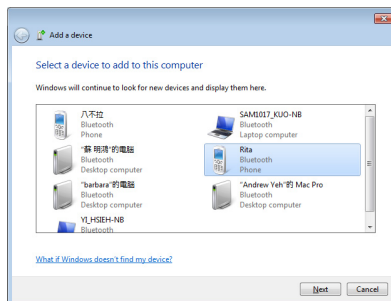 Add a device
Select a device to add to this computer
Windows will continue to look for new devices and display them here.
八不拉
Bluetooth
Phone
SAM1017_KUO-NB
Bluetooth
Laptop computer
"蘇 明鴻"的電腦
Bluetooth
Desktop computer
Rita
Bluetooth
Phone
"barbara"的電腦
Bluetooth
Desktop computer
"Andrew Yeh"的 Mac Pro
Bluetooth
Desktop computer
YI_HSIEH-NB
Bluetooth
What if Windows doesn't find my device?
Next
Cancel